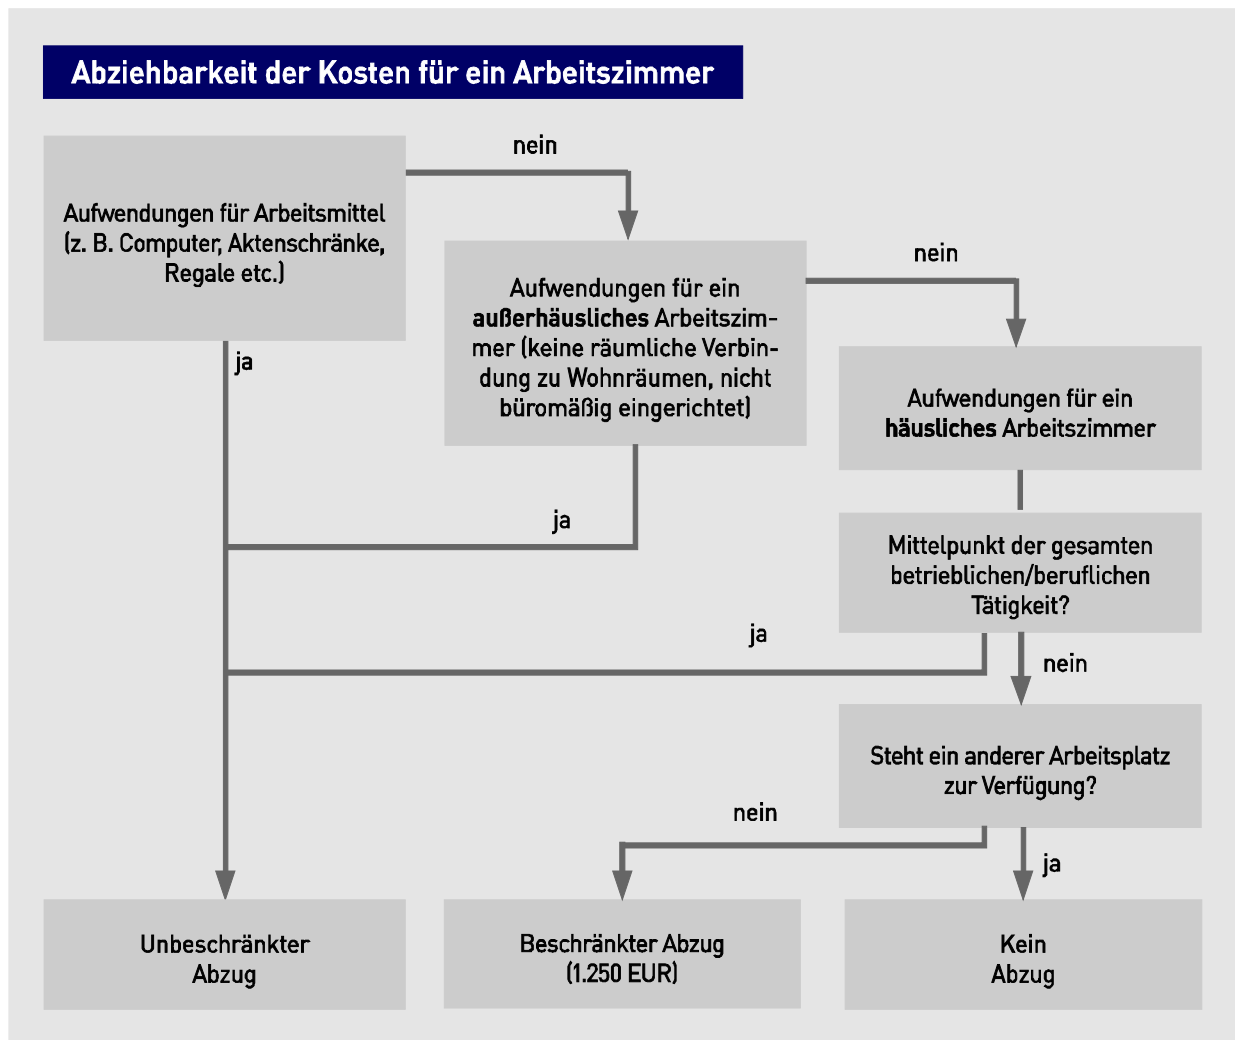 Abziehbarkeit der Kosten für ein Arbeitszimmer
nein
Aufwendungen für Arbeitsmittel
(z. B. Computer, Aktenschränke,
Regale etc.)
nein
Aufwendungen für ein
außerhäusliches Arbeitszim-
mer (keine räumliche Verbin-
dung zu Wohnräumen, nicht
büromäßig eingerichtet)
ja
Aufwendungen für ein
häusliches Arbeitszimmer
ja
Mittelpunkt der gesamten
betrieblichen/beruflichen
Tätigkeit?
ja
nein
Steht ein anderer Arbeitsplatz
zur Verfügung?
nein
ja
Unbeschränkter
Abzug
Beschränkter Abzug
(1.250 EUR)
Kein
Abzug